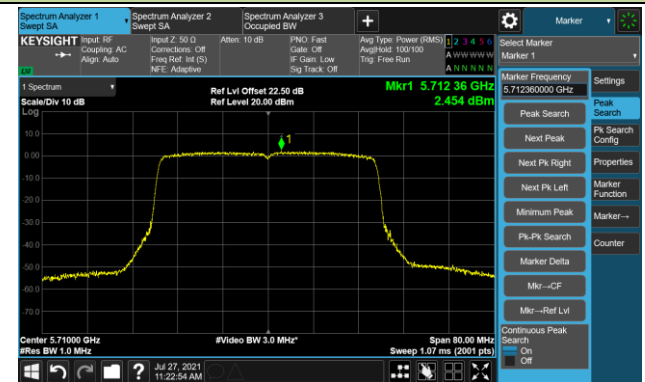 Spectrum Analyzer 1
Swept SA
Spectrum Analyzer 2
Swept SA
Spectrum Analyzer 3
Occupied BW
+
Marker
KEYSIGHT
Input: RF
Coupling: AC
Align: Auto
Input Z: 50 Ω
Corrections: Off
Freq Ref: Int (S)
NFE: Adaptive
Atten: 10 dB
PNO: Fast
Gate: Off
IF Gain: Low
Sig Track: Off
Avg Type: Power (RMS)
Avg|Hold: 100/100
Trig: Free Run
1 2 3 4 5 6
A W W W W W
A N N N N N
Select Marker
Marker 1
1 Spectrum
Scale/Div 10 dB
Log
Ref Lvl Offset 22.50 dB
Ref Level 20.00 dBm
Mkr1 5.712 36 GHz
2.454 dBm
10.0
0.00
-10.0
-20.0
-30.0
-40.0
-50.0
-60.0
-70.0
1
Center 5.71000 GHz
#Res BW 1.0 MHz
#Video BW 3.0 MHz*
Span 80.00 MHz
Sweep 1.07 ms (2001 pts)
Marker Frequency
5.712360000 GHz
Peak Search
Next Peak
Next Pk Right
Next Pk Left
Minimum Peak
Pk-Pk Search
Marker Delta
Mkr→CF
Mkr→Ref Lvl
Continuous Peak
Search
On
Off
Settings
Peak
Search
Pk Search
Config
Properties
Marker
Function
Marker→
Counter
?
Jul 27, 2021
11:22:54 AM